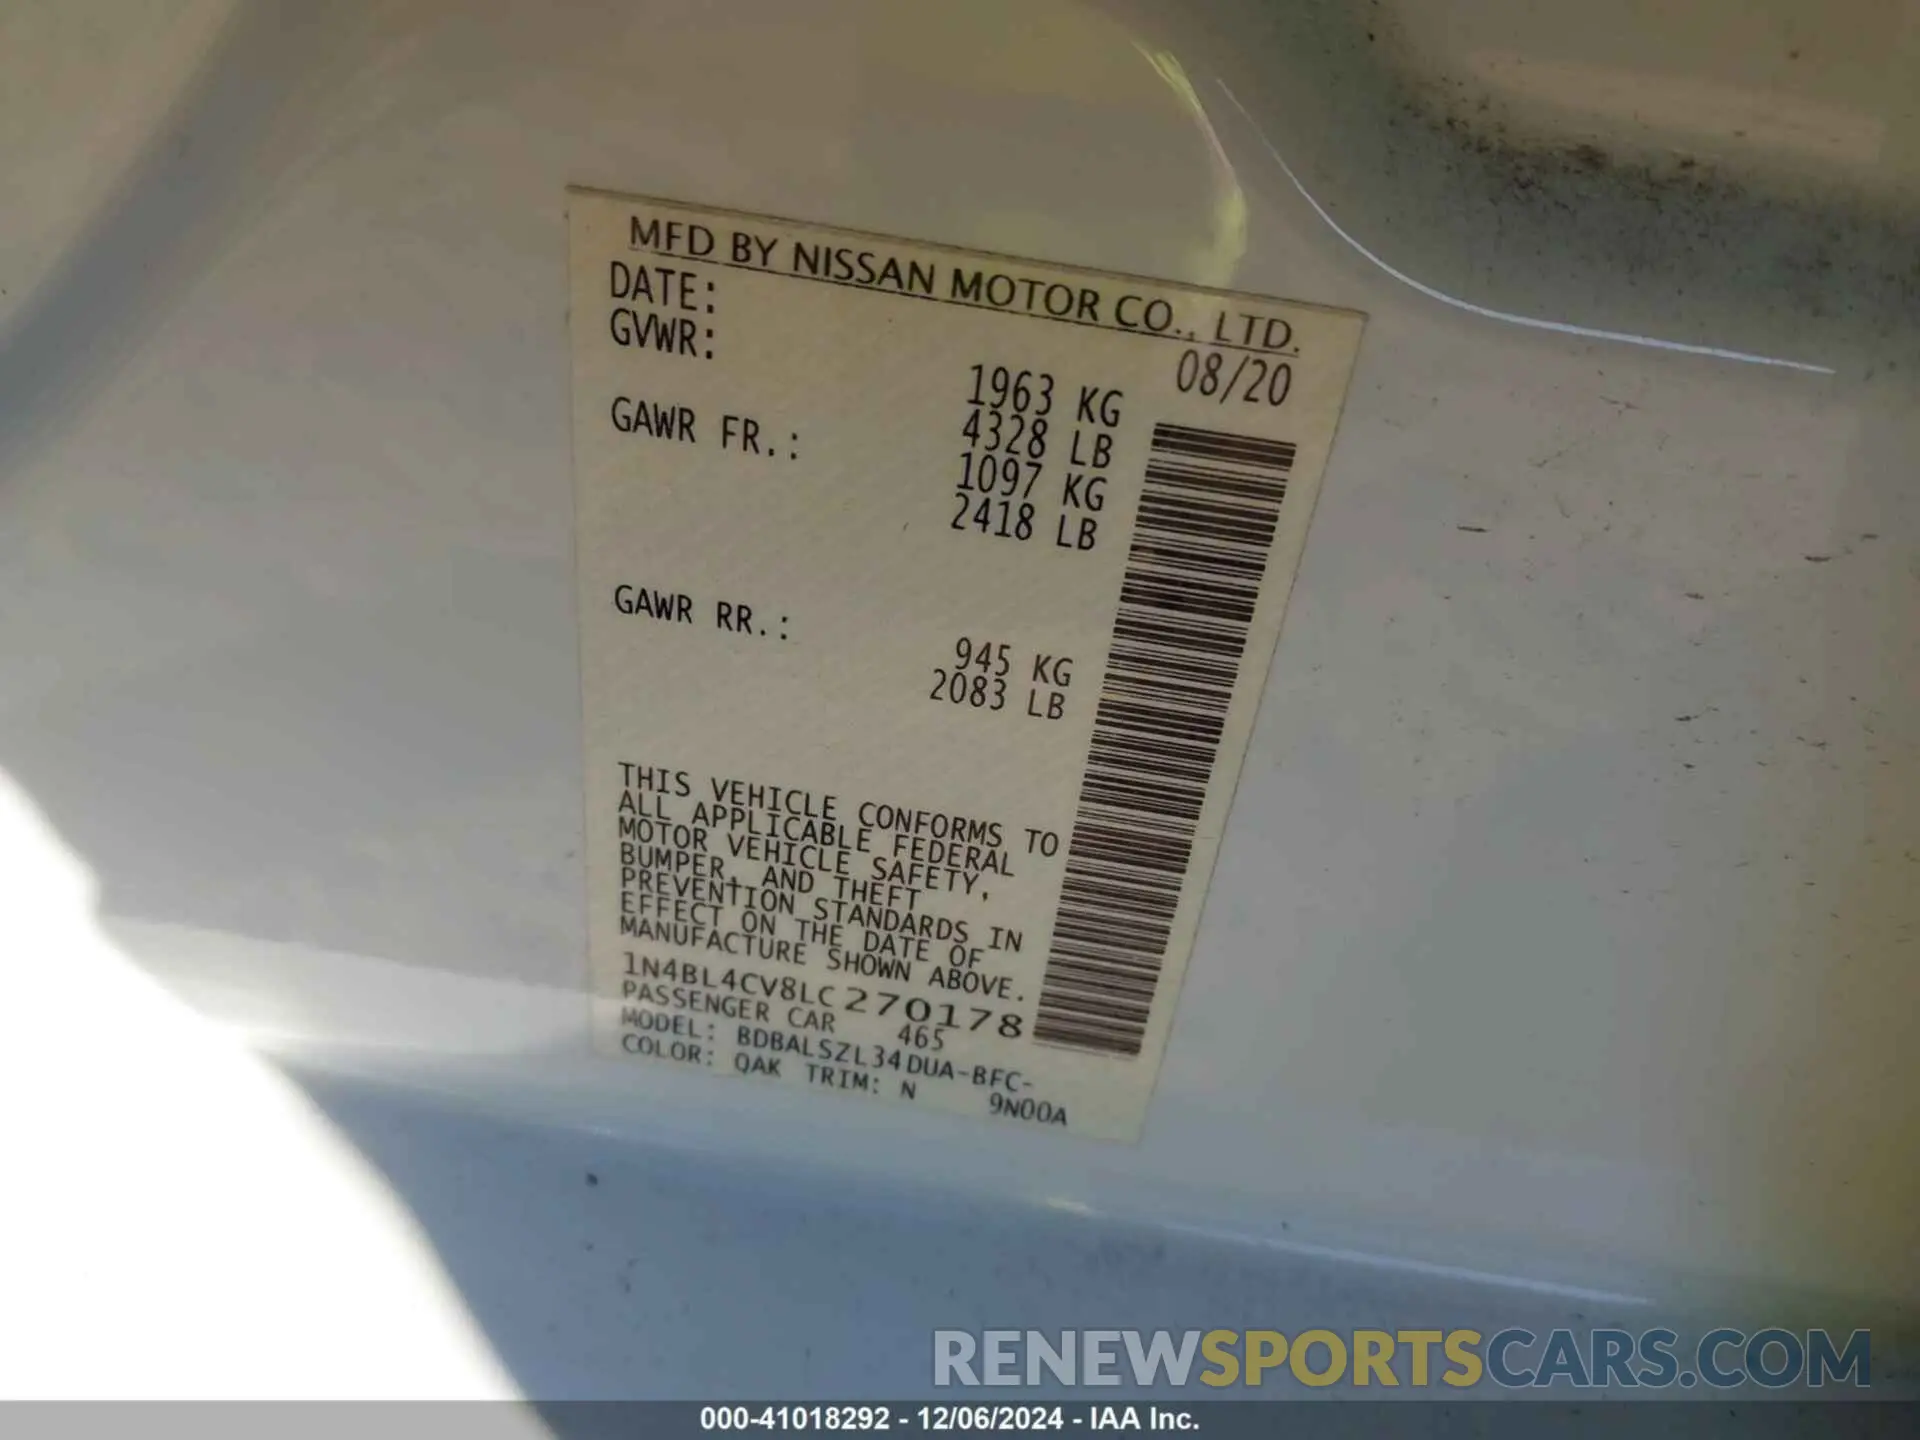 MFD BY NISSAN MOTOR CO., LTD.
DATE: 08/20
GVWR: 1963 KG
4328 LB
GAWR FR.: 1097 KG
2418 LB
GAWR RR.: 945 KG
2083 LB
THIS VEHICLE CONFORMS TO
ALL APPLICABLE FEDERAL
MOTOR VEHICLE SAFETY,
BUMPER, AND THEFT
PREVENTION STANDARDS IN
EFFECT ON THE DATE OF
MANUFACTURE SHOWN ABOVE.
1N4BL4CV8LC270178
PASSENGER CAR 465
MODEL: BDBALSZL34DUA-BFC-
COLOR: QAK TRIM: N 9N00A
RENEWSPORTSCARS.COM
000-41018292 - 12/06/2024 - IAA Inc.